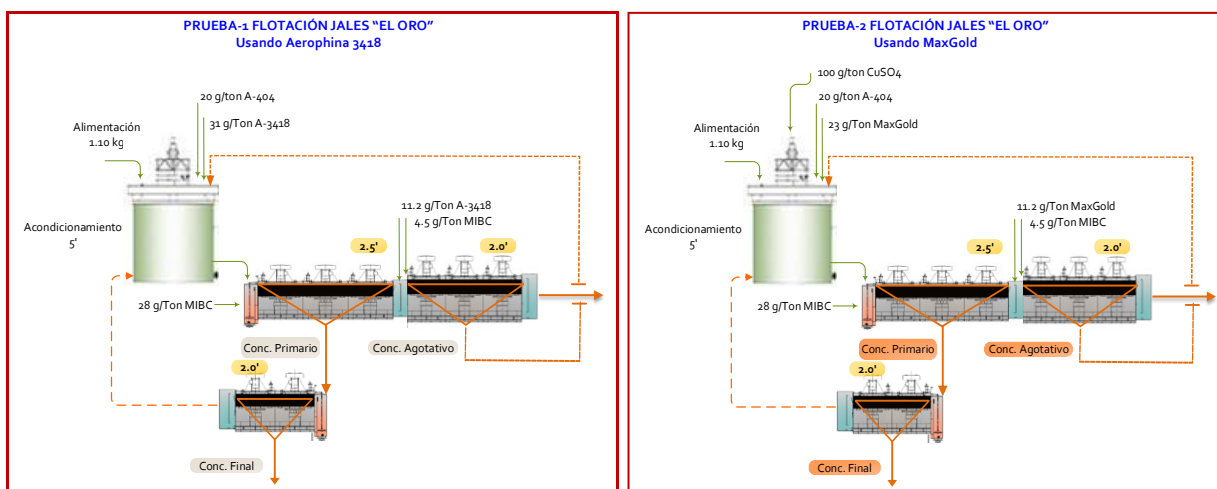 PRUEBA-1 FLOTACIÓN JALES “EL ORO”
Usando Aerophina 3418
20 g/ton A-404
31 g/Ton A-3418
Alimentación
1.10 kg
Acondicionamiento
5'
11.2 g/Ton A-3418
4.5 g/Ton MIBC
2.5'
2.0'
28 g/Ton MIBC
Conc. Primario
Conc. Agotativo
2.0'
Conc. Final
PRUEBA-2 FLOTACIÓN JALES “EL ORO”
Usando MaxGold
100 g/ton CuSO4
20 g/ton A-404
23 g/Ton MaxGold
Alimentación
1.10 kg
Acondicionamiento
5'
11.2 g/Ton MaxGold
4.5 g/Ton MIBC
2.5'
2.0'
28 g/Ton MIBC
Conc. Primario
Conc. Agotativo
2.0'
Conc. Final